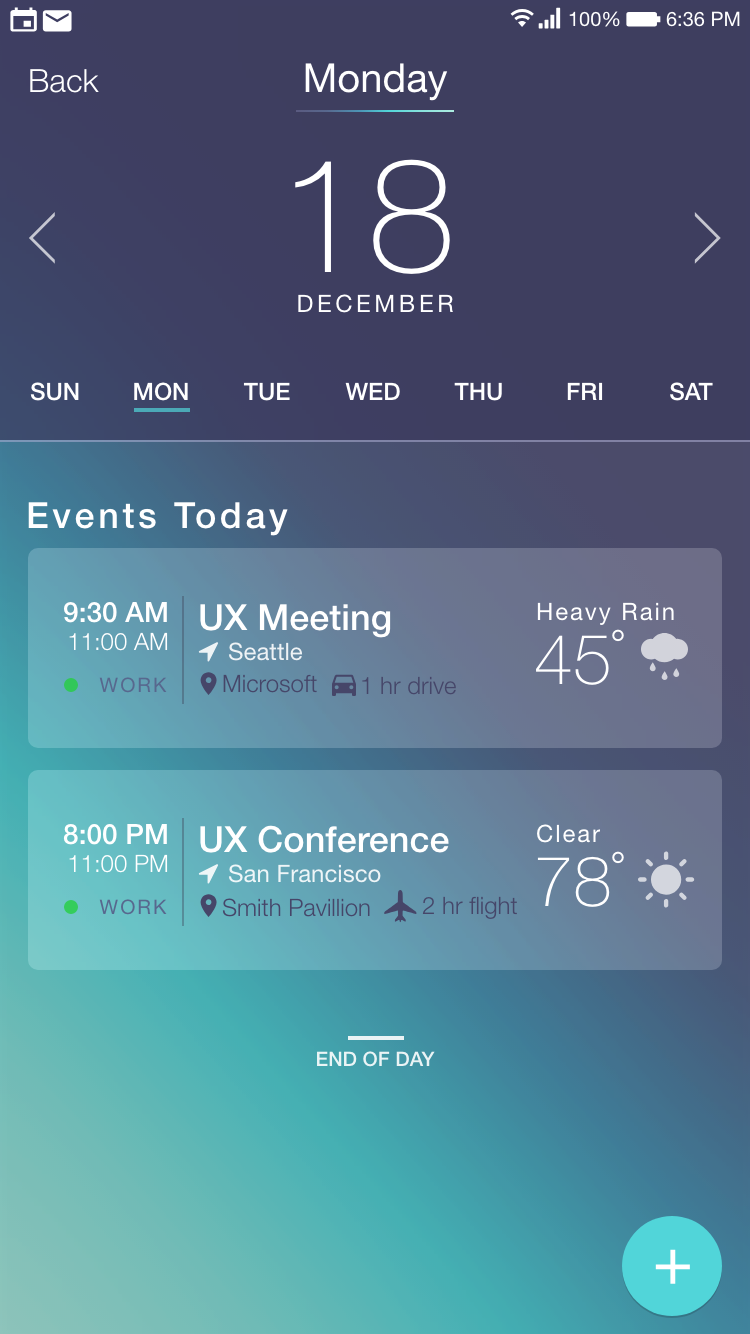 100% 6:36 PM
Back
Monday
18
DECEMBER
SUN MON TUE WED THU FRI SAT
Events Today
9:30 AM
11:00 AM
WORK
UX Meeting
Seattle
Microsoft 1 hr drive
Heavy Rain
45°
8:00 PM
11:00 PM
WORK
UX Conference
San Francisco
Smith Pavillion 2 hr flight
Clear
78°
END OF DAY
+